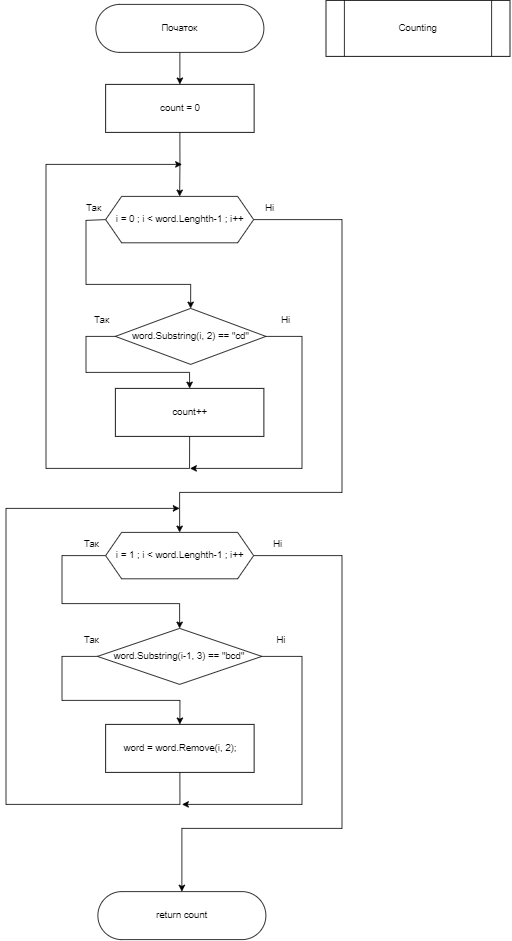 Початок
Counting
count = 0
Так
Ні
i = 0 ; i < word.Lenghth-1 ; i++
Так
Ні
word.Substring(i, 2) == "cd"
count++
Так
Ні
i = 1 ; i < word.Lenghth-1 ; i++
Так
Ні
word.Substring(i-1, 3) == "bcd"
word = word.Remove(i, 2);
return count